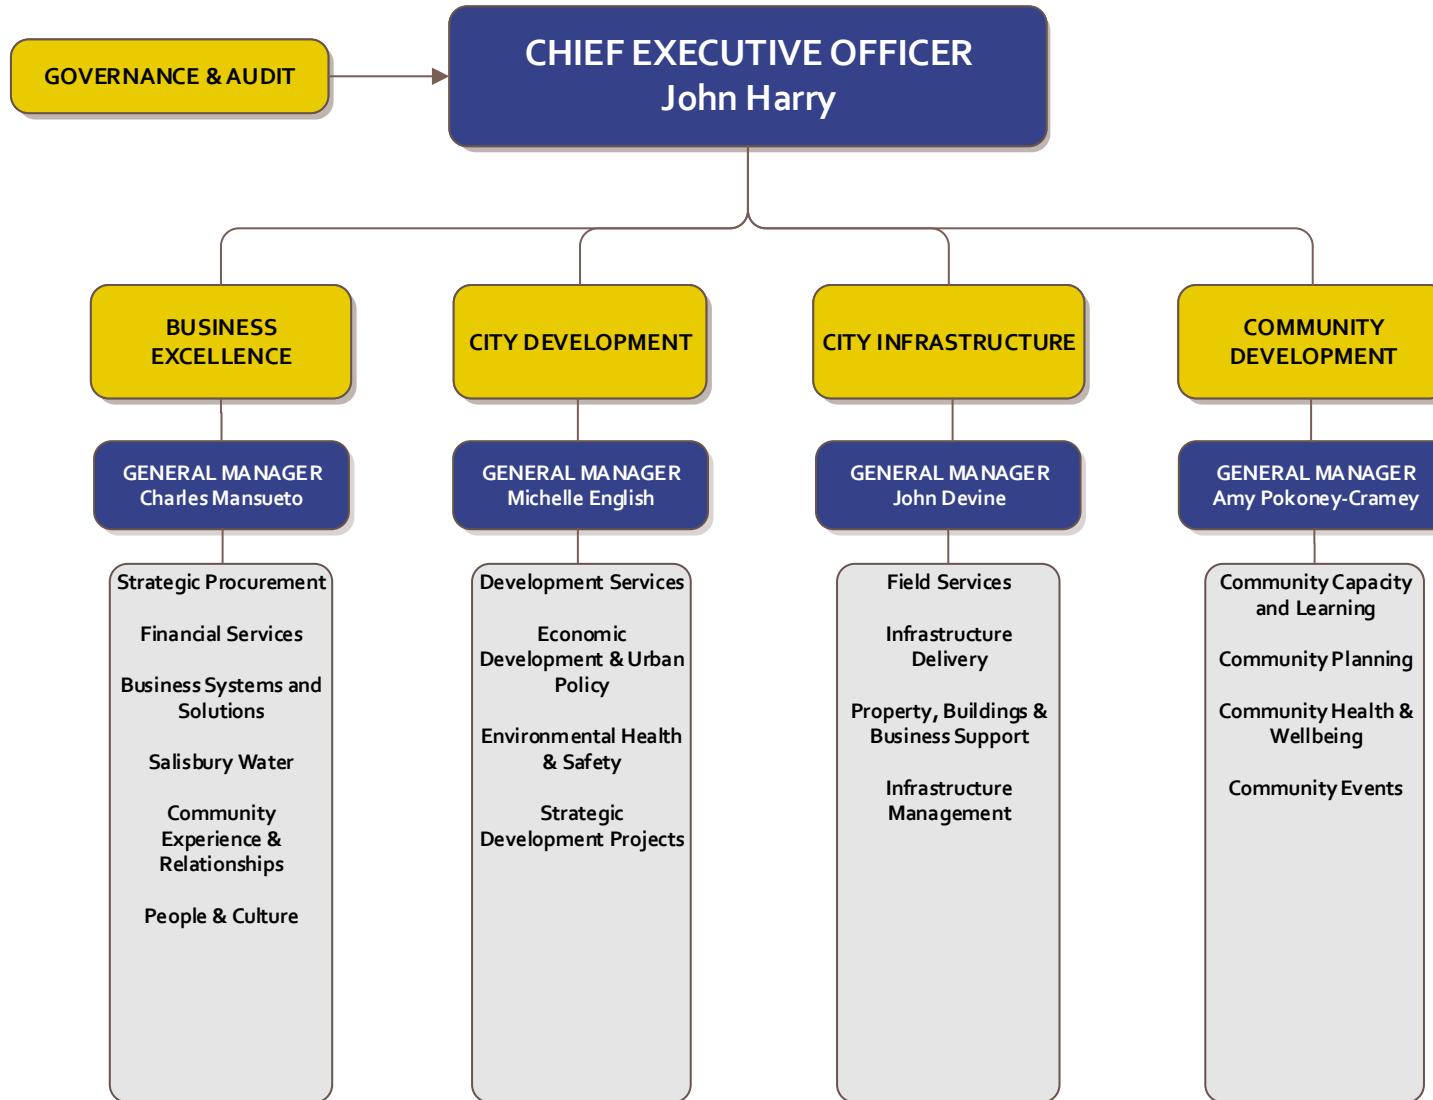 GOVERNANCE & AUDIT
CHIEF EXECUTIVE OFFICER
John Harry
BUSINESS
EXCELLENCE
GENERAL MANAGER
Charles Mansueto
Strategic Procurement
Financial Services
Business Systems and
Solutions
Salisbury Water
Community
Experience &
Relationships
People & Culture
CITY DEVELOPMENT
GENERAL MANAGER
Michelle English
Development Services
Economic
Development & Urban
Policy
Environmental Health
& Safety
Strategic
Development Projects
CITY INFRASTRUCTURE
GENERAL MANAGER
John Devine
Field Services
Infrastructure
Delivery
Property, Buildings &
Business Support
Infrastructure
Management
COMMUNITY
DEVELOPMENT
GENERAL MANAGER
Amy Pokoney-Cramey
Community Capacity
and Learning
Community Planning
Community Health &
Wellbeing
Community Events